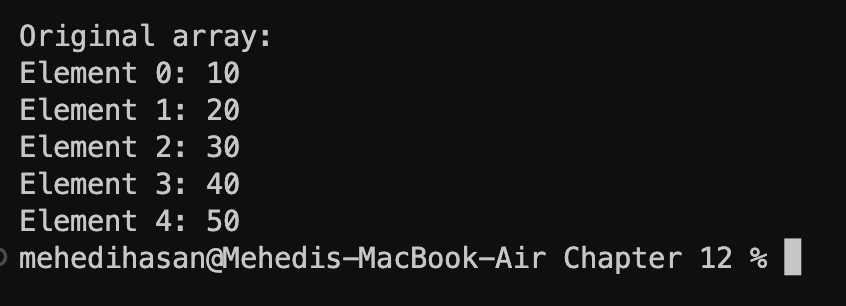 Original array:
Element 0: 10
Element 1: 20
Element 2: 30
Element 3: 40
Element 4: 50
mehedihasan@Mehedis-MacBook-Air Chapter 12 %